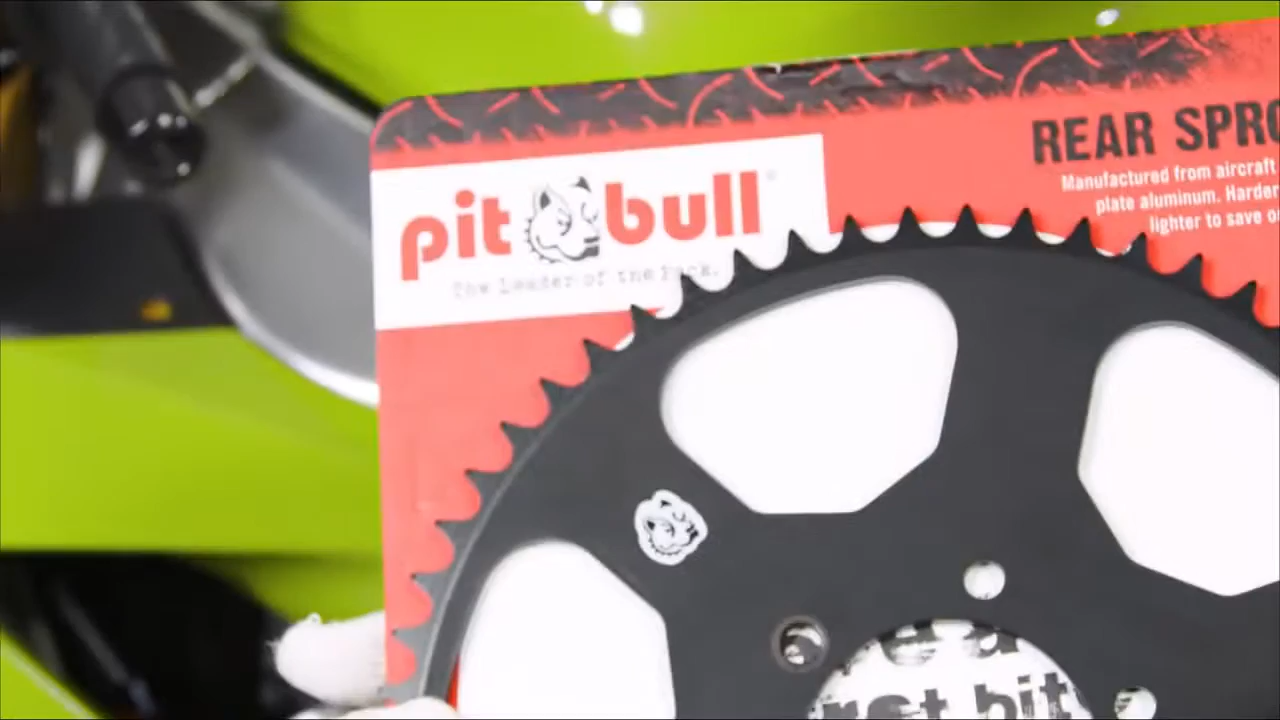 pit bull®
The Leader of the Pack.
REAR SPRO
Manufactured from aircraft
plate aluminum. Harder
lighter to save o